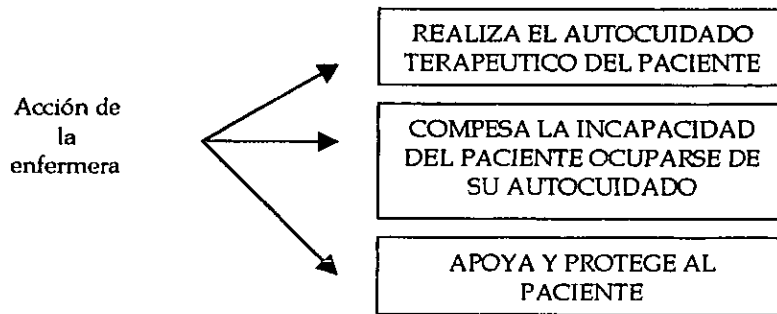 Acción de
la
enfermera
REALIZA EL AUTOCUIDADO
TERAPEUTICO DEL PACIENTE
COMPESA LA INCAPACIDAD
DEL PACIENTE OCUPARSE DE
SU AUTOCUIDADO
APOYA Y PROTEGE AL
PACIENTE